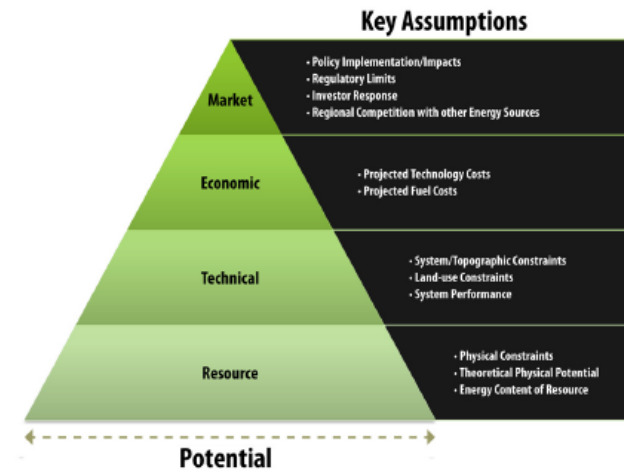 Key Assumptions
Market
• Policy Implementation/Impacts
• Regulatory Limits
• Investor Response
• Regional Competition with other Energy Sources
Economic
• Projected Technology Costs
• Projected Fuel Costs
Technical
• System/Topographic Constraints
• Land-use Constraints
• System Performance
Resource
• Physical Constraints
• Theoretical Physical Potential
• Energy Content of Resource
Potential